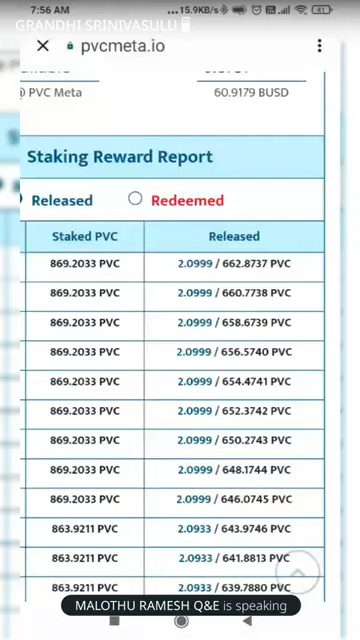 7:56 AM
...15.9KB/s
41
GRANDHI SRINIVASULU
pvcmeta.io
@ PVC Meta
60.9179 BUSD
Staking Reward Report
Released
Redeemed
Staked PVC Released
869.2033 PVC 2.0999 / 662.8737 PVC
869.2033 PVC 2.0999 / 660.7738 PVC
869.2033 PVC 2.0999 / 658.6739 PVC
869.2033 PVC 2.0999 / 656.5740 PVC
869.2033 PVC 2.0999 / 654.4741 PVC
869.2033 PVC 2.0999 / 652.3742 PVC
869.2033 PVC 2.0999 / 650.2743 PVC
869.2033 PVC 2.0999 / 648.1744 PVC
869.2033 PVC 2.0999 / 646.0745 PVC
863.9211 PVC 2.0933 / 643.9746 PVC
863.9211 PVC 2.0933 / 641.8813 PVC
863.9211 PVC 2.0933 / 639.7880 PVC
MALOTHU RAMESH Q&E is speaking